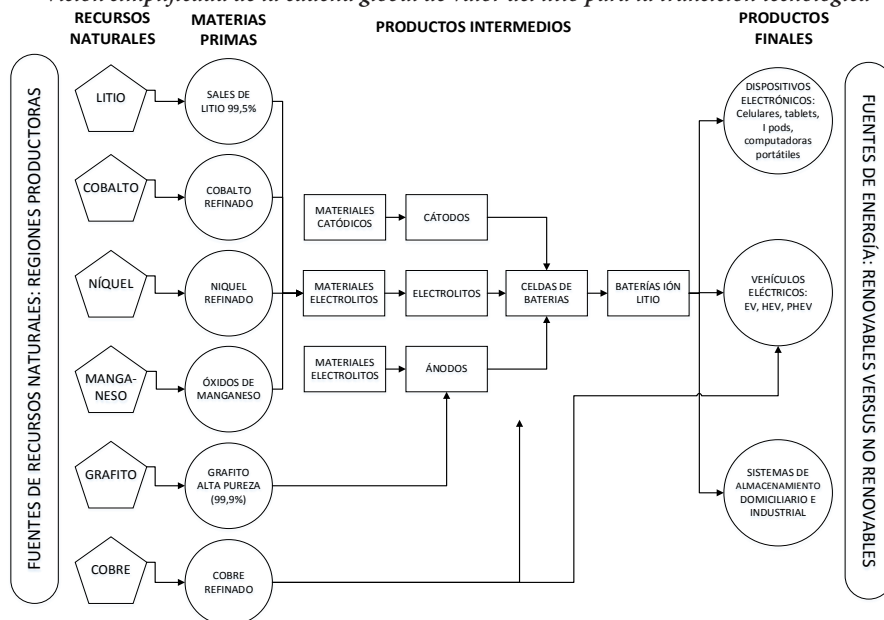 Visión simplificada de la cadena global de valor del litio para la transición tecnológica
RECURSOS
NATURALES
MATERIAS
PRIMAS
PRODUCTOS INTERMEDIOS
PRODUCTOS
FINALES
FUENTES DE RECURSOS NATURALES: REGIONES PRODUCTORAS
LITIO
SALES DE
LITIO 99,5%
COBALTO
COBALTO
REFINADO
NÍQUEL
NIQUEL
REFINADO
MANGA-
NESO
ÓXIDOS DE
MANGANESO
GRAFITO
GRAFITO
ALTA PUREZA
(99,9%)
COBRE
COBRE
REFINADO
MATERIALES
CATÓDICOS
CÁTODOS
MATERIALES
ELECTROLITOS
ELECTROLITOS
CELDAS DE
BATERIAS
BATERÍAS IÓN
LITIO
MATERIALES
ELECTROLITOS
ÁNODOS
DISPOSITIVOS
ELECTRÓNICOS:
Celulares, tablets,
I pods,
computadoras
portátiles
VEHÍCULOS
ELÉCTRICOS:
EV, HEV, PHEV
SISTEMAS DE
ALMACENAMIENTO
DOMICILIARIO E
INDUSTRIAL
FUENTES DE ENERGÍA: RENOVABLES VERSUS NO RENOVABLES